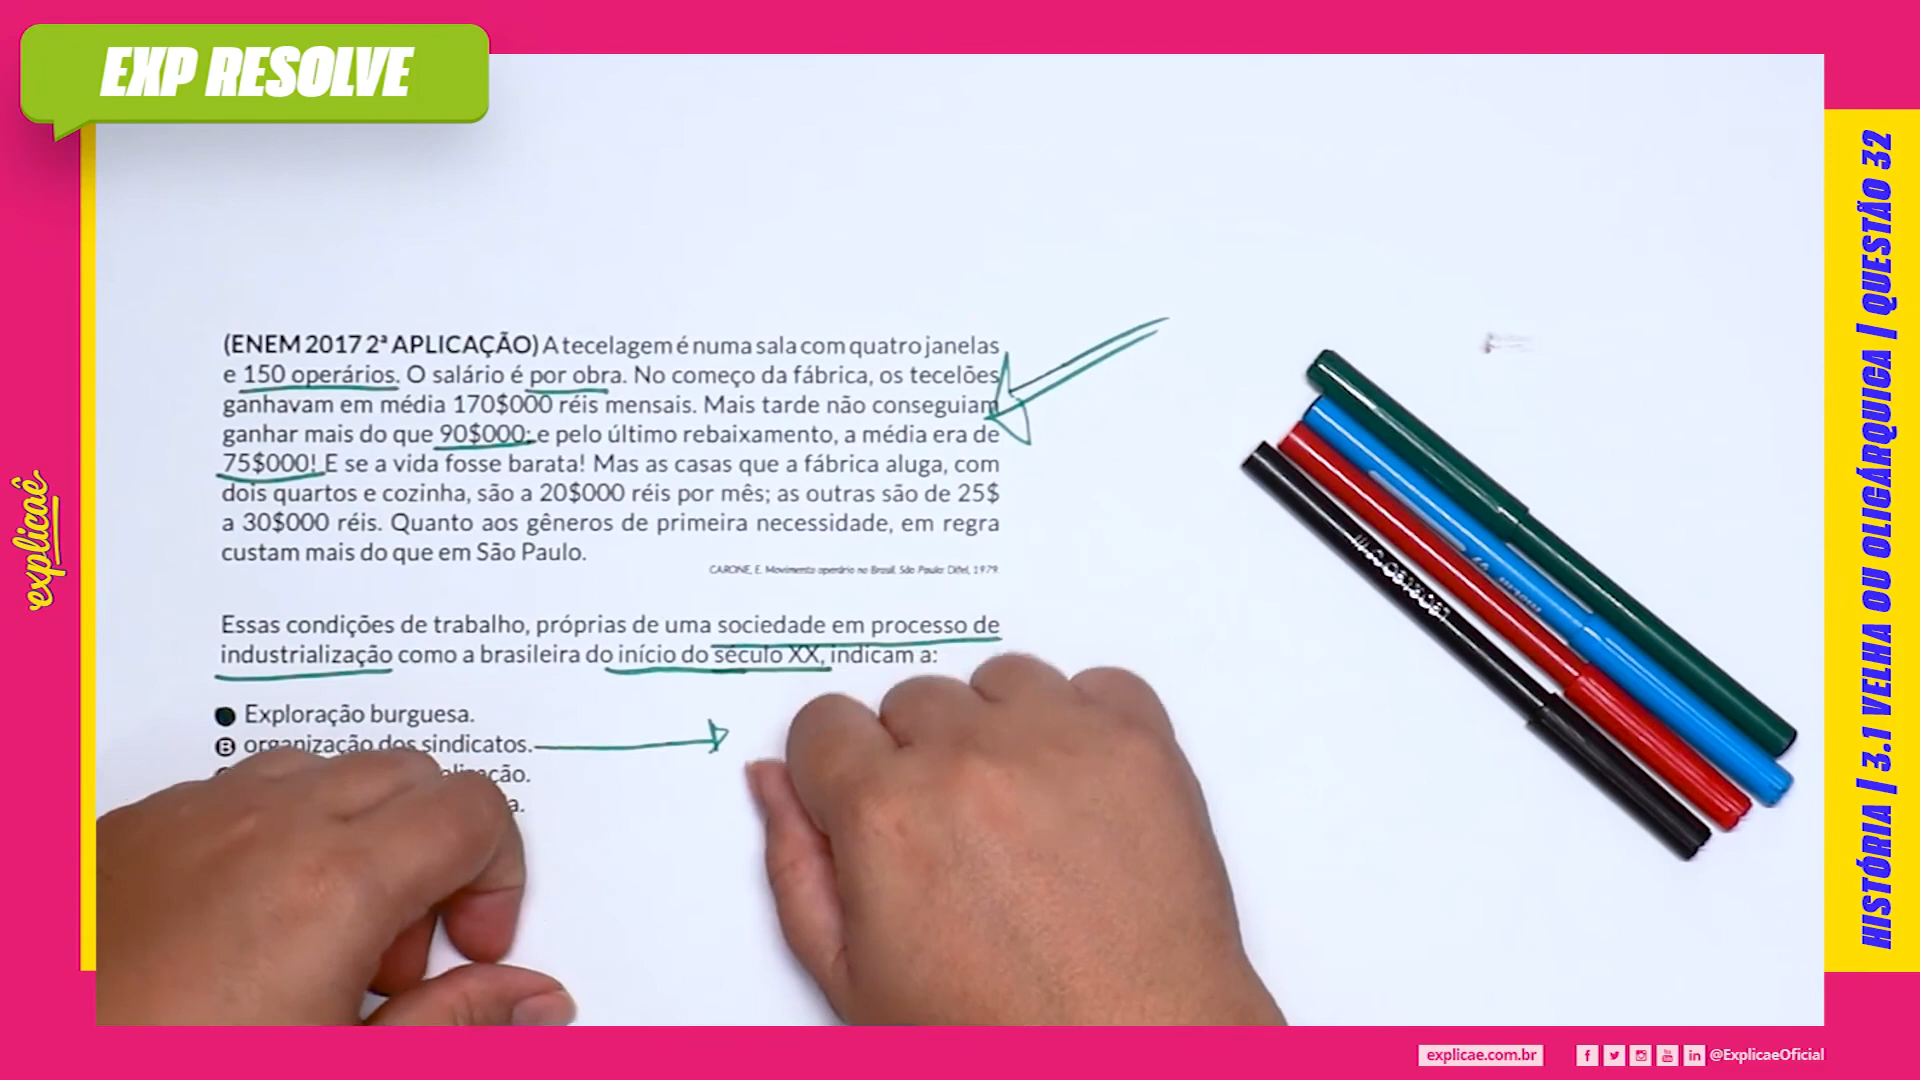 EXP RESOLVE
(ENEM 2017 2ª APLICAÇÃO) A tecelagem é numa sala com quatro janelas
e 150 operários. O salário é por obra. No começo da fábrica, os tecelões
ganhavam em média 170$000 réis mensais. Mais tarde não conseguiam
ganhar mais do que 90$000; e pelo último rebaixamento, a média era de
75$000! E se a vida fosse barata! Mas as casas que a fábrica aluga, com
dois quartos e cozinha, são a 20$000 réis por mês; as outras são de 25$
a 30$000 réis. Quanto aos gêneros de primeira necessidade, em regra
custam mais do que em São Paulo.
CARONE, E. Movimento operário no Brasil. São Paulo: Difel, 1979.
Essas condições de trabalho, próprias de uma sociedade em processo de
industrialização como a brasileira do início do século XX, indicam a:
Exploração burguesa.
B organização dos sindicatos.
explicaê
HISTÓRIA | 3.1 VELHA OU OLIGÁRQUICA | QUESTÃO 32
explicae.com.br
@ExplicaeOficial